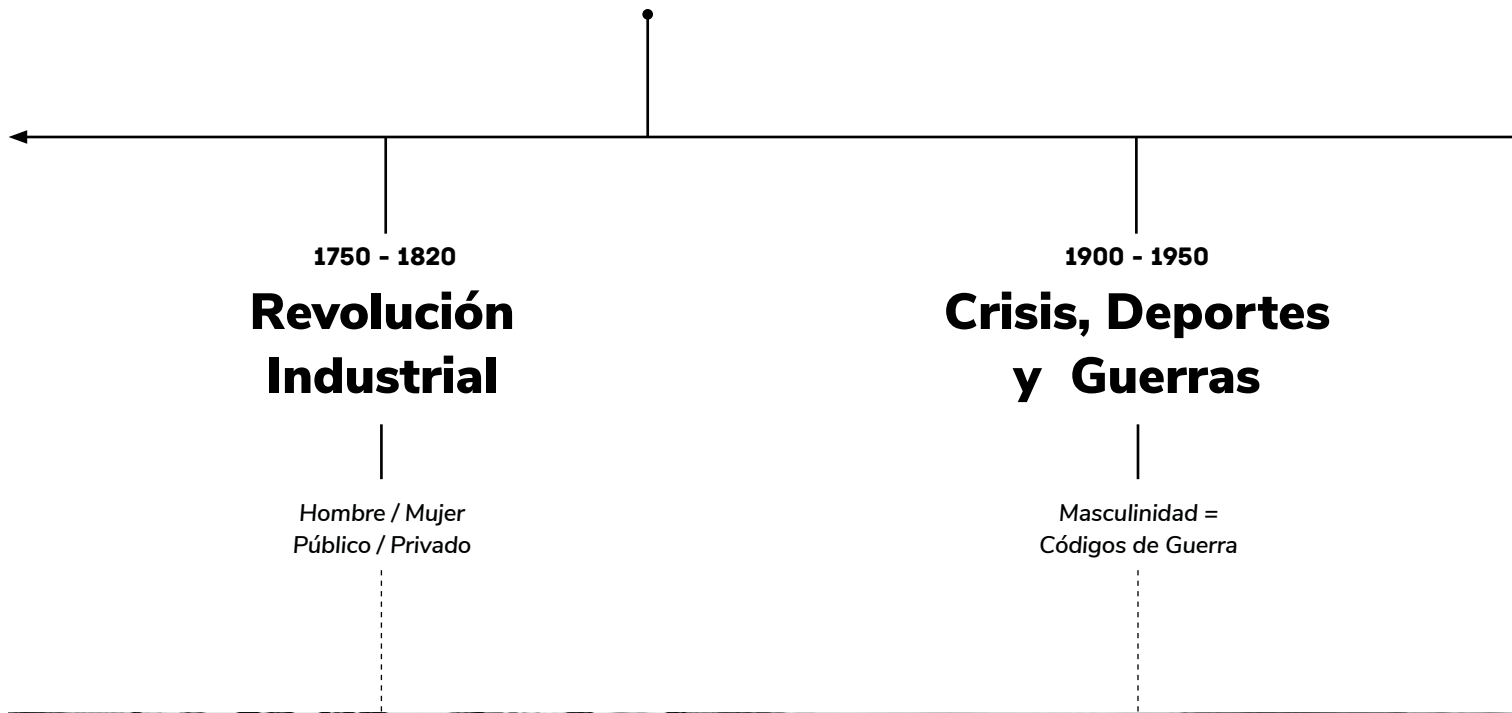 1750 - 1820
Revolución
Industrial
Hombre / Mujer
Público / Privado
1900 - 1950
Crisis, Deportes
y Guerras
Masculinidad =
Códigos de Guerra